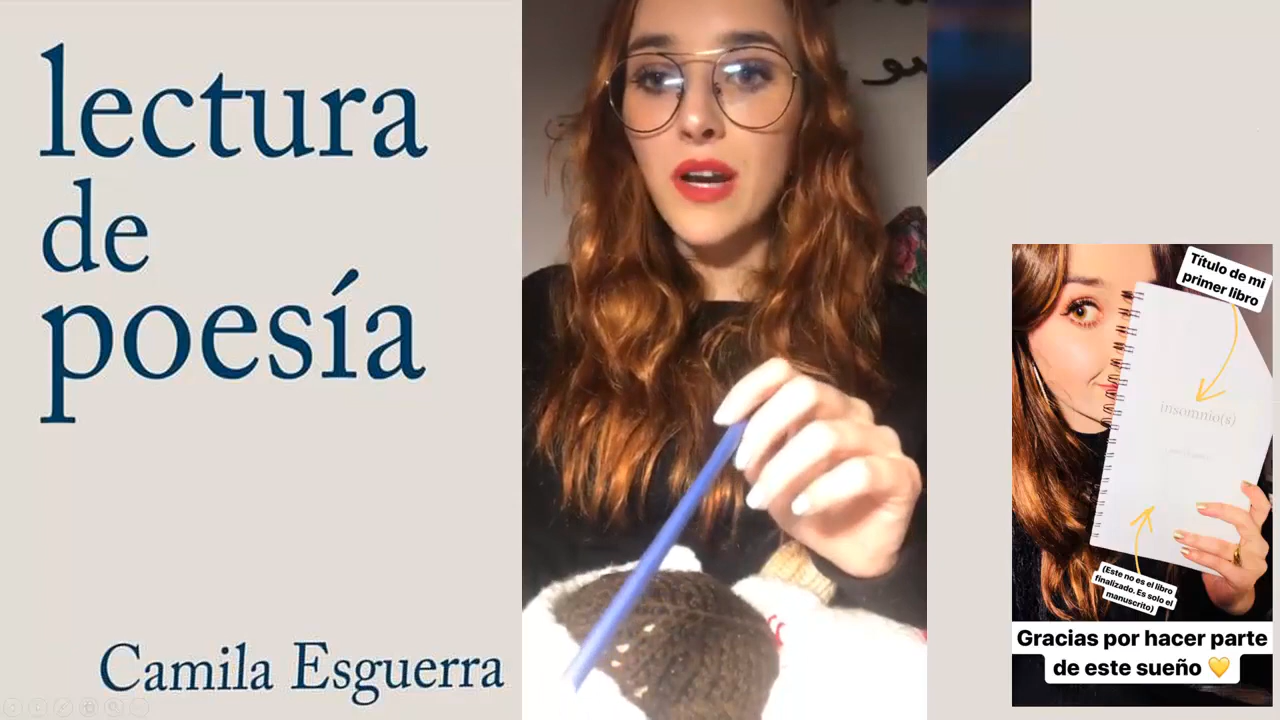 lectura
de
poesía
Camila Esguerra
Título de mi
primer libro
insomnio(s)
(Este no es el libro
finalizado. Es solo el
manuscrito)
Gracias por hacer parte
de este sueño 💛